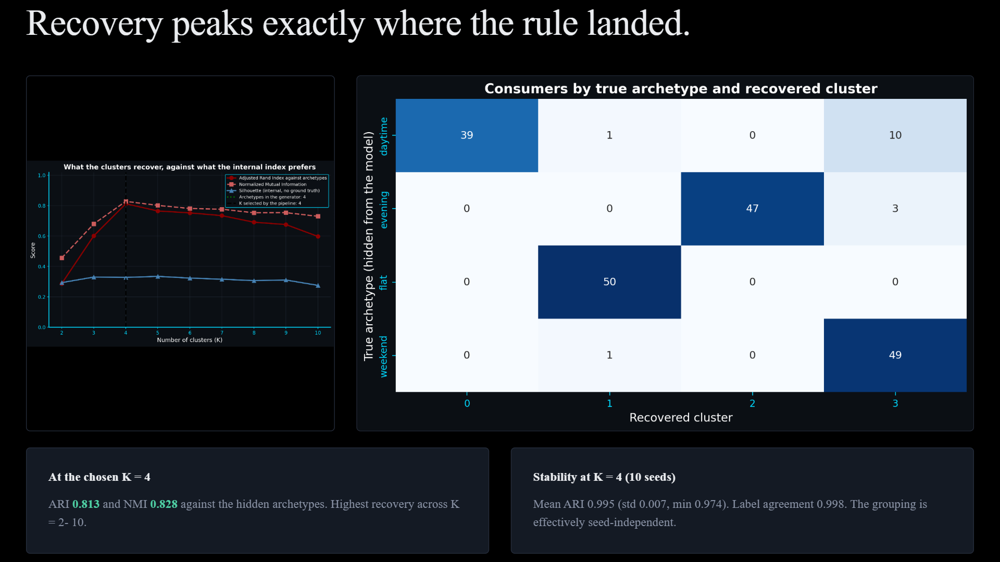 Recovery peaks exactly where the rule landed.
What the clusters recover, against what the internal index prefers
1.0
0.8
0.6
0.4
0.2
0.0
Score
Adjusted Rand Index against archetypes
Normalized Mutual Information
Silhouette (internal, no ground truth)
Archetypes in the generator: 4
K selected by the pipeline: 4
2 3 4 5 6 7 8 9 10
Number of clusters (K)
Consumers by true archetype and recovered cluster
True archetype (hidden from the model)
daytime
evening
flat
weekend
39 1 0 10
0 0 47 3
0 50 0 0
0 1 0 49
0 1 2 3
Recovered cluster
At the chosen K = 4
ARI 0.813 and NMI 0.828 against the hidden archetypes. Highest recovery across K
= 2- 10.
Stability at K = 4 (10 seeds)
Mean ARI 0.995 (std 0.007, min 0.974). Label agreement 0.998. The grouping is
effectively seed-independent.